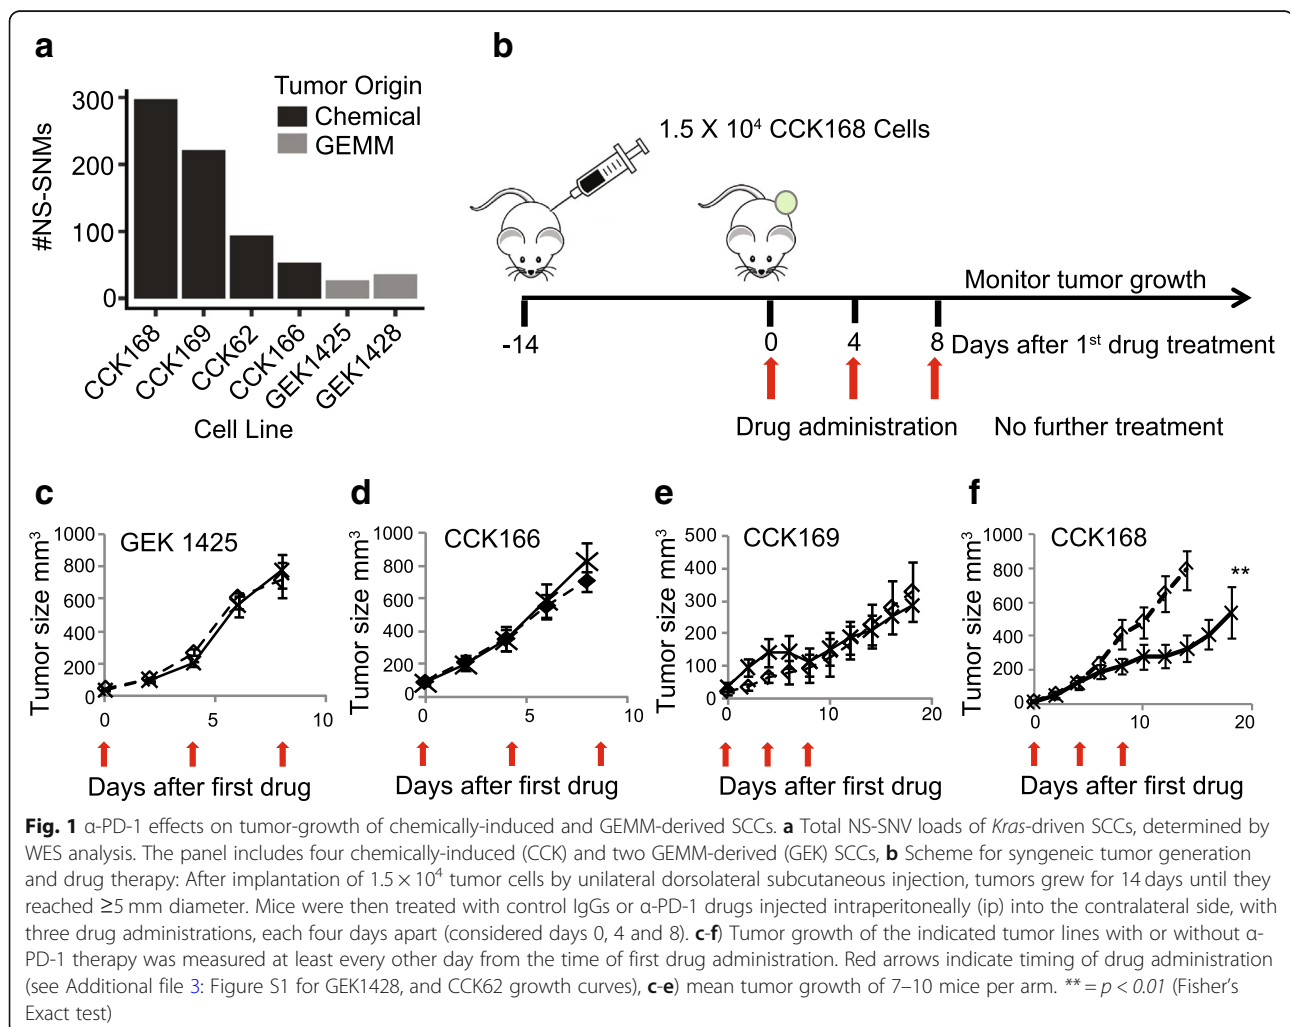 a
b
Tumor Origin
Chemical
GEMM
#NS-SNMs
300
200
100
0
CCK168
CCK169
CCK62
CCK166
GEK1425
GEK1428
Cell Line
1.5 X 10⁴ CCK168 Cells
Monitor tumor growth
-14
0
4
8
Days after 1st drug treatment
Drug administration
No further treatment
c
GEK 1425
Tumor size mm³
1000
800
600
400
200
0
0
5
10
Days after first drug
d
CCK166
1000
800
600
400
200
0
0
5
10
Days after first drug
e
CCK169
Tumor size mm³
500
400
300
200
100
0
0
10
20
Days after first drug
f
CCK168
**
Tumor size mm³
1000
800
600
400
200
0
0
10
20
Days after first drug
Fig. 1 α-PD-1 effects on tumor-growth of chemically-induced and GEMM-derived SCCs. a Total NS-SNV loads of Kras-driven SCCs, determined by
WES analysis. The panel includes four chemically-induced (CCK) and two GEMM-derived (GEK) SCCs, b Scheme for syngeneic tumor generation
and drug therapy: After implantation of 1.5 × 10⁴ tumor cells by unilateral dorsolateral subcutaneous injection, tumors grew for 14 days until they
reached ≥5 mm diameter. Mice were then treated with control IgGs or α-PD-1 drugs injected intraperitoneally (ip) into the contralateral side, with
three drug administrations, each four days apart (considered days 0, 4 and 8). c-f) Tumor growth of the indicated tumor lines with or without α-
PD-1 therapy was measured at least every other day from the time of first drug administration. Red arrows indicate timing of drug administration
(see Additional file 3: Figure S1 for GEK1428, and CCK62 growth curves), c-e) mean tumor growth of 7–10 mice per arm. ** = p < 0.01 (Fisher's
Exact test)